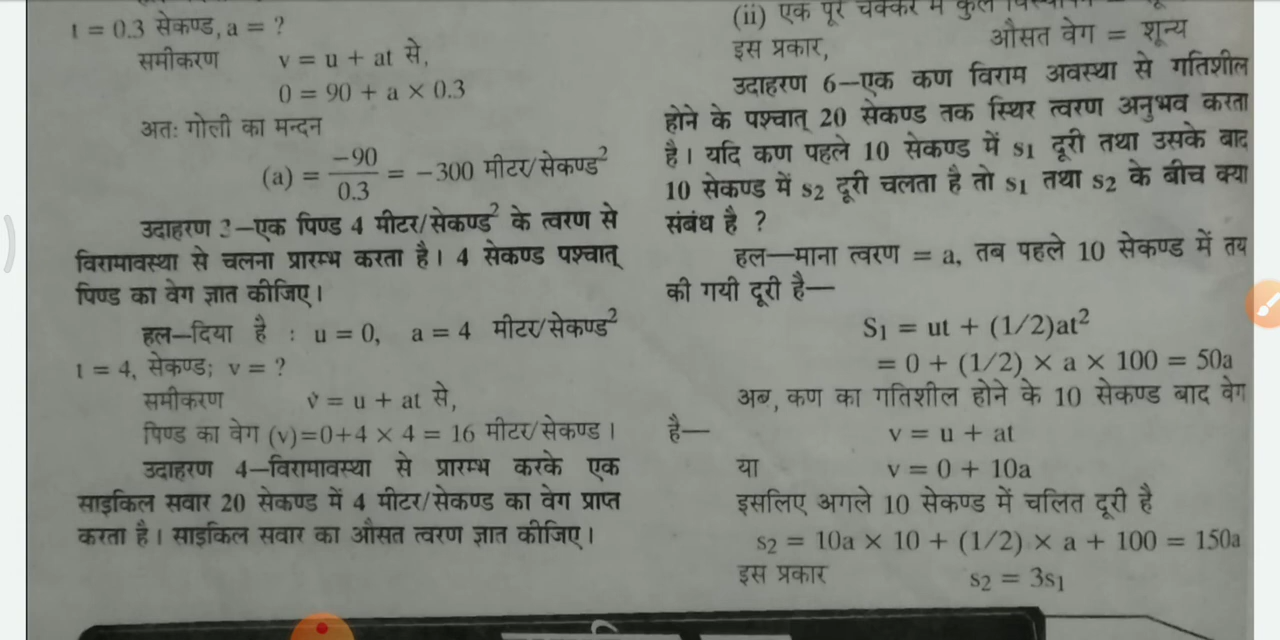 t = 0.3 सेकण्ड, a = ?
समीकरण v = u + at से,
0 = 90 + a × 0.3
अतः गोली का मन्दन
(a) = −90/0.3 = −300 मीटर/सेकण्ड²
उदाहरण 3—एक पिण्ड 4 मीटर/सेकण्ड² के त्वरण से
विरामावस्था से चलना प्रारम्भ करता है। 4 सेकण्ड पश्चात्
पिण्ड का वेग ज्ञात कीजिए।
हल—दिया है : u = 0, a = 4 मीटर/सेकण्ड²
t = 4, सेकण्ड; v = ?
समीकरण v = u + at से,
पिण्ड का वेग (v)=0+4 × 4 = 16 मीटर/सेकण्ड।
उदाहरण 4—विरामावस्था से प्रारम्भ करके एक
साइकिल सवार 20 सेकण्ड में 4 मीटर/सेकण्ड का वेग प्राप्त
करता है। साइकिल सवार का औसत त्वरण ज्ञात कीजिए।
(ii) एक पूरे चक्कर में कुल
औसत वेग = शून्य
इस प्रकार,
उदाहरण 6—एक कण विराम अवस्था से गतिशील
होने के पश्चात् 20 सेकण्ड तक स्थिर त्वरण अनुभव करता
है। यदि कण पहले 10 सेकण्ड में s₁ दूरी तथा उसके बाद
10 सेकण्ड में s₂ दूरी चलता है तो s₁ तथा s₂ के बीच क्या
संबंध है ?
हल—माना त्वरण = a, तब पहले 10 सेकण्ड में तय
की गयी दूरी है—
S₁ = ut + (1/2)at²
= 0 + (1/2) × a × 100 = 50a
अब, कण का गतिशील होने के 10 सेकण्ड बाद वेग
है— v = u + at
या v = 0 + 10a
इसलिए अगले 10 सेकण्ड में चलित दूरी है
s₂ = 10a × 10 + (1/2) × a + 100 = 150a
इस प्रकार s₂ = 3s₁